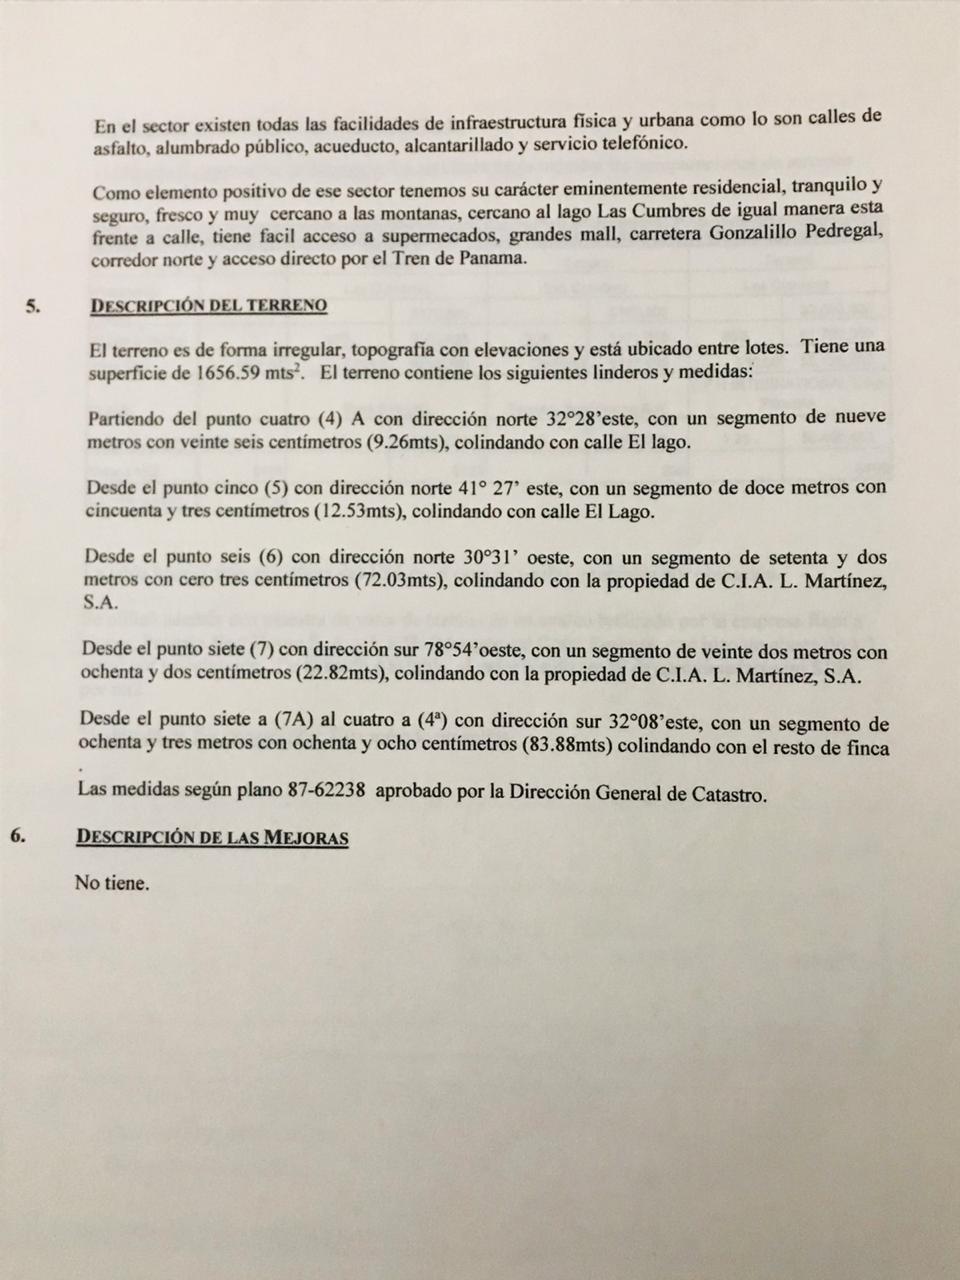 En el sector existen todas las facilidades de infraestructura física y urbana como lo son calles de
asfalto, alumbrado público, acueducto, alcantarillado y servicio telefónico.
Como elemento positivo de ese sector tenemos su carácter eminentemente residencial, tranquilo y
seguro, fresco y muy cercano a las montanas, cercano al lago Las Cumbres de igual manera esta
frente a calle, tiene facil acceso a supermecados, grandes mall, carretera Gonzalillo Pedregal,
corredor norte y acceso directo por el Tren de Panama.
5. DESCRIPCIÓN DEL TERRENO
El terreno es de forma irregular, topografía con elevaciones y está ubicado entre lotes. Tiene una
superficie de 1656.59 mts². El terreno contiene los siguientes linderos y medidas:
Partiendo del punto cuatro (4) A con dirección norte 32°28’este, con un segmento de nueve
metros con veinte seis centímetros (9.26mts), colindando con calle El lago.
Desde el punto cinco (5) con dirección norte 41° 27’ este, con un segmento de doce metros con
cincuenta y tres centímetros (12.53mts), colindando con calle El Lago.
Desde el punto seis (6) con dirección norte 30°31’ oeste, con un segmento de setenta y dos
metros con cero tres centímetros (72.03mts), colindando con la propiedad de C.I.A. L. Martínez,
S.A.
Desde el punto siete (7) con dirección sur 78°54’oeste, con un segmento de veinte dos metros con
ochenta y dos centímetros (22.82mts), colindando con la propiedad de C.I.A. L. Martínez, S.A.
Desde el punto siete a (7A) al cuatro a (4ª) con dirección sur 32°08’este, con un segmento de
ochenta y tres metros con ochenta y ocho centímetros (83.88mts) colindando con el resto de finca
.
Las medidas según plano 87-62238 aprobado por la Dirección General de Catastro.
6. DESCRIPCIÓN DE LAS MEJORAS
No tiene.